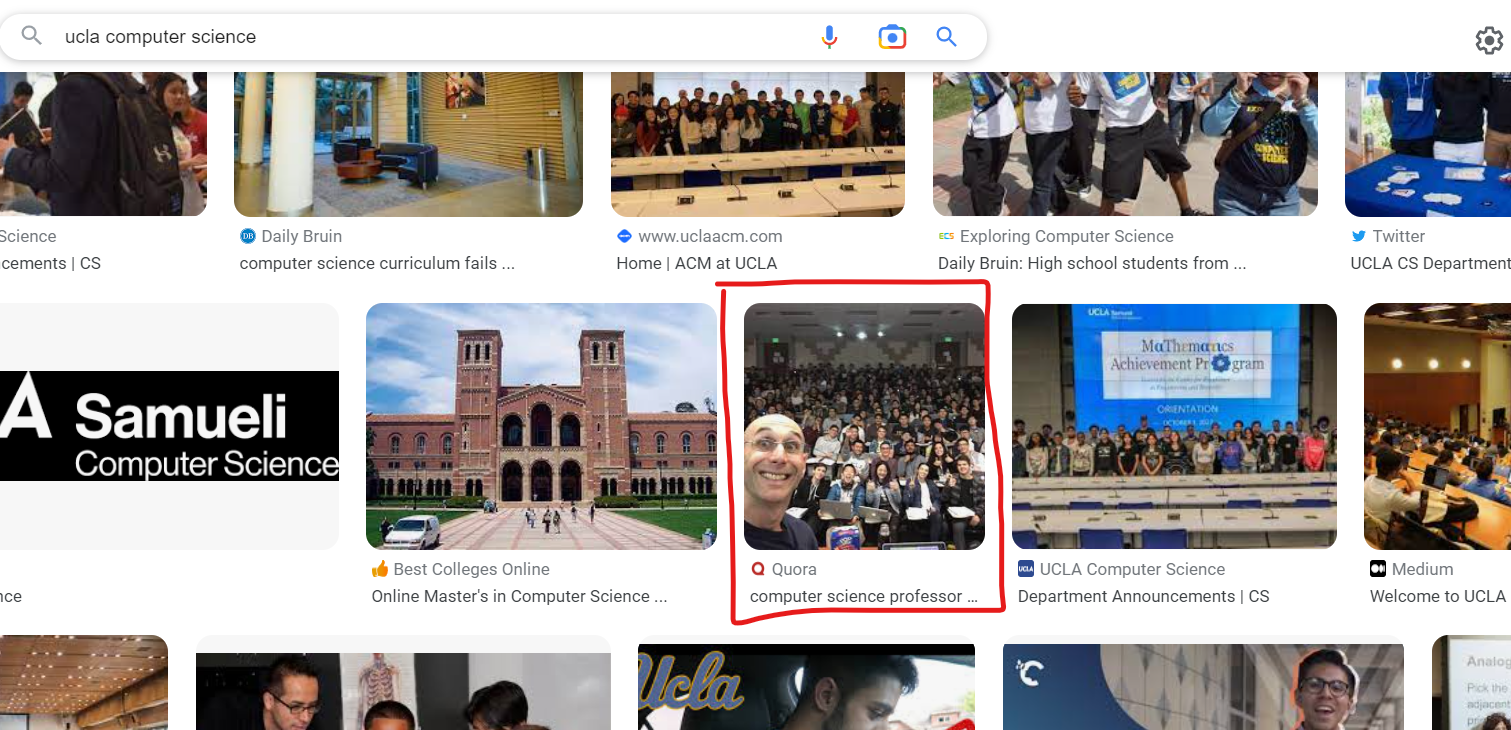 ucla computer science
Science
DB Daily Bruin
www.uclaacm.com
ECS Exploring Computer Science
Twitter
cements | CS
computer science curriculum fails ...
Home | ACM at UCLA
Daily Bruin: High school students from ...
UCLA CS Department
A Samueli
Computer Science
UCLA Samueli
MaThematics
Achievement Program
ORIENTATION
Best Colleges Online
Quora
UCLA UCLA Computer Science
Medium
nce
Online Master's in Computer Science ...
computer science professor ...
Department Announcements | CS
Welcome to UCLA
Ucla
C
Analog
Pick the
adjacent